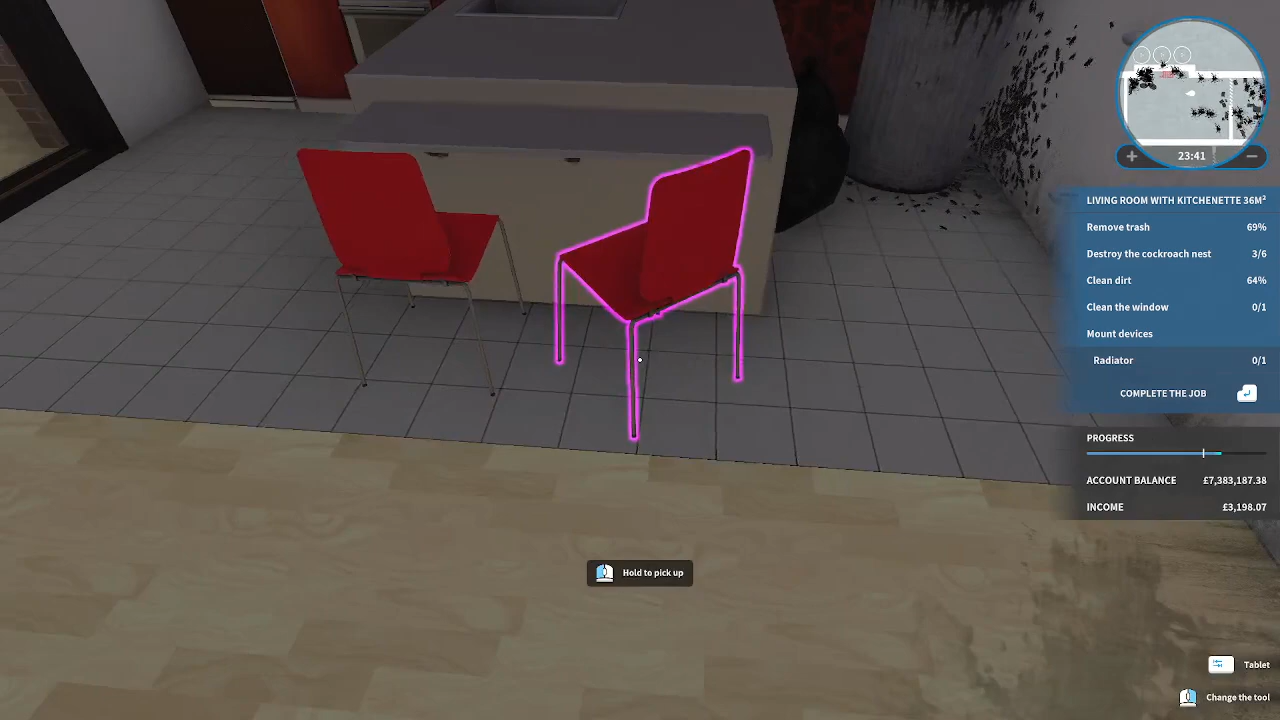 23:41
LIVING ROOM WITH KITCHENETTE 36M²
Remove trash 69%
Destroy the cockroach nest 3/6
Clean dirt 64%
Clean the window 0/1
Mount devices
Radiator 0/1
COMPLETE THE JOB
PROGRESS
ACCOUNT BALANCE £7,383,187.38
INCOME £3,198.07
Hold to pick up
Tablet
Change the tool